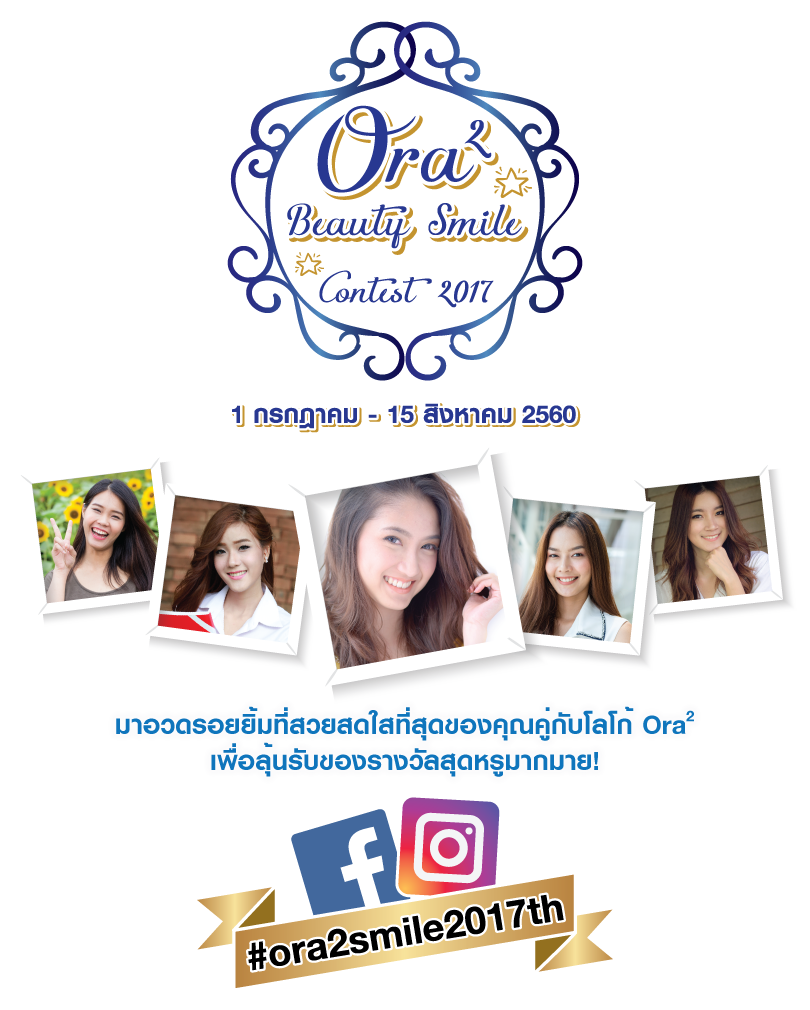 Ora²
Beauty Smile
Contest 2017
1 กรกฎาคม - 15 สิงหาคม 2560
มาอวดรอยยิ้มที่สวยสดใสที่สุดของคุณคู่กับโลโก้ Ora²
เพื่อลุ้นรับของรางวัลสุดหรูมากมาย!
#ora2smile2017th